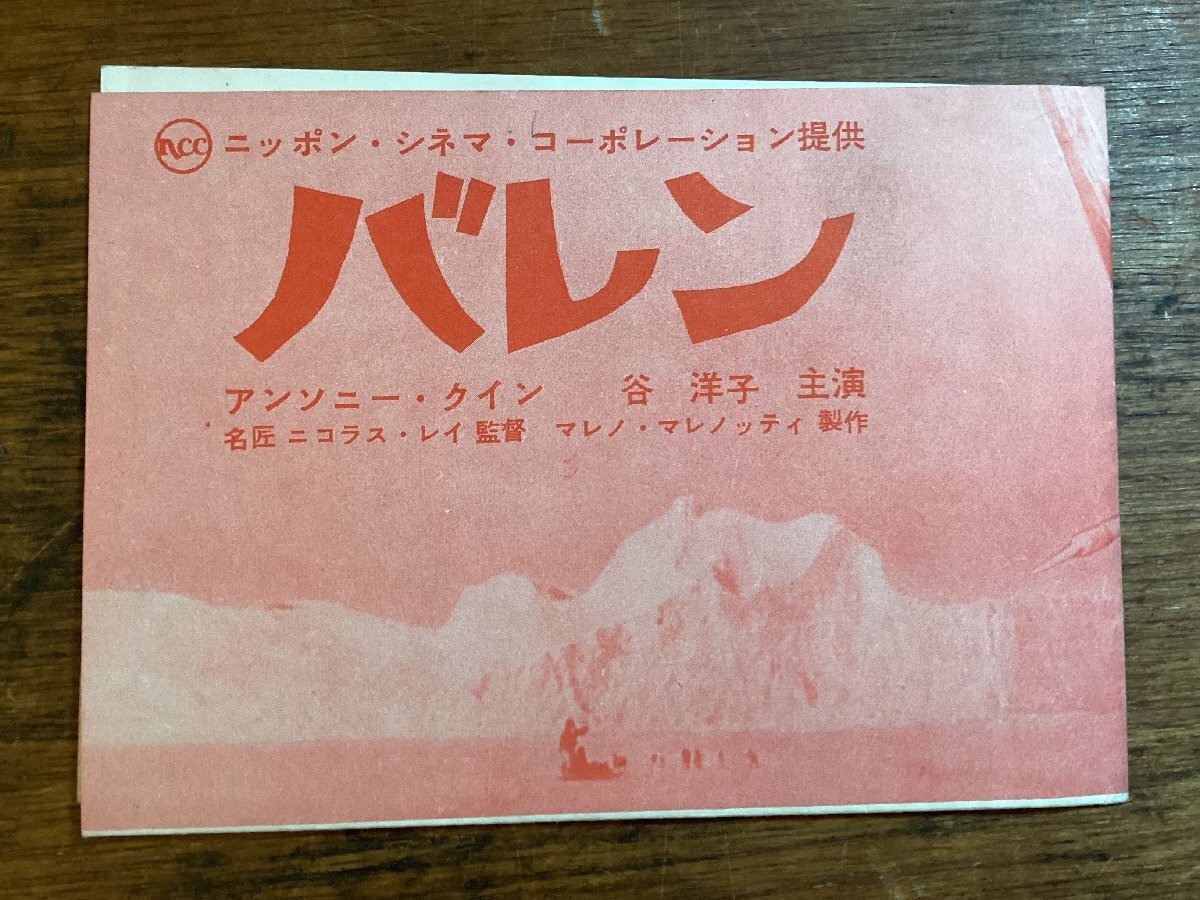 NCC ニッポン・シネマ・コーポレーション提供
バレン
アンソニー・クイン 谷 洋子 主演
名匠 ニコラス・レイ 監督 マレノ・マレノッティ 製作